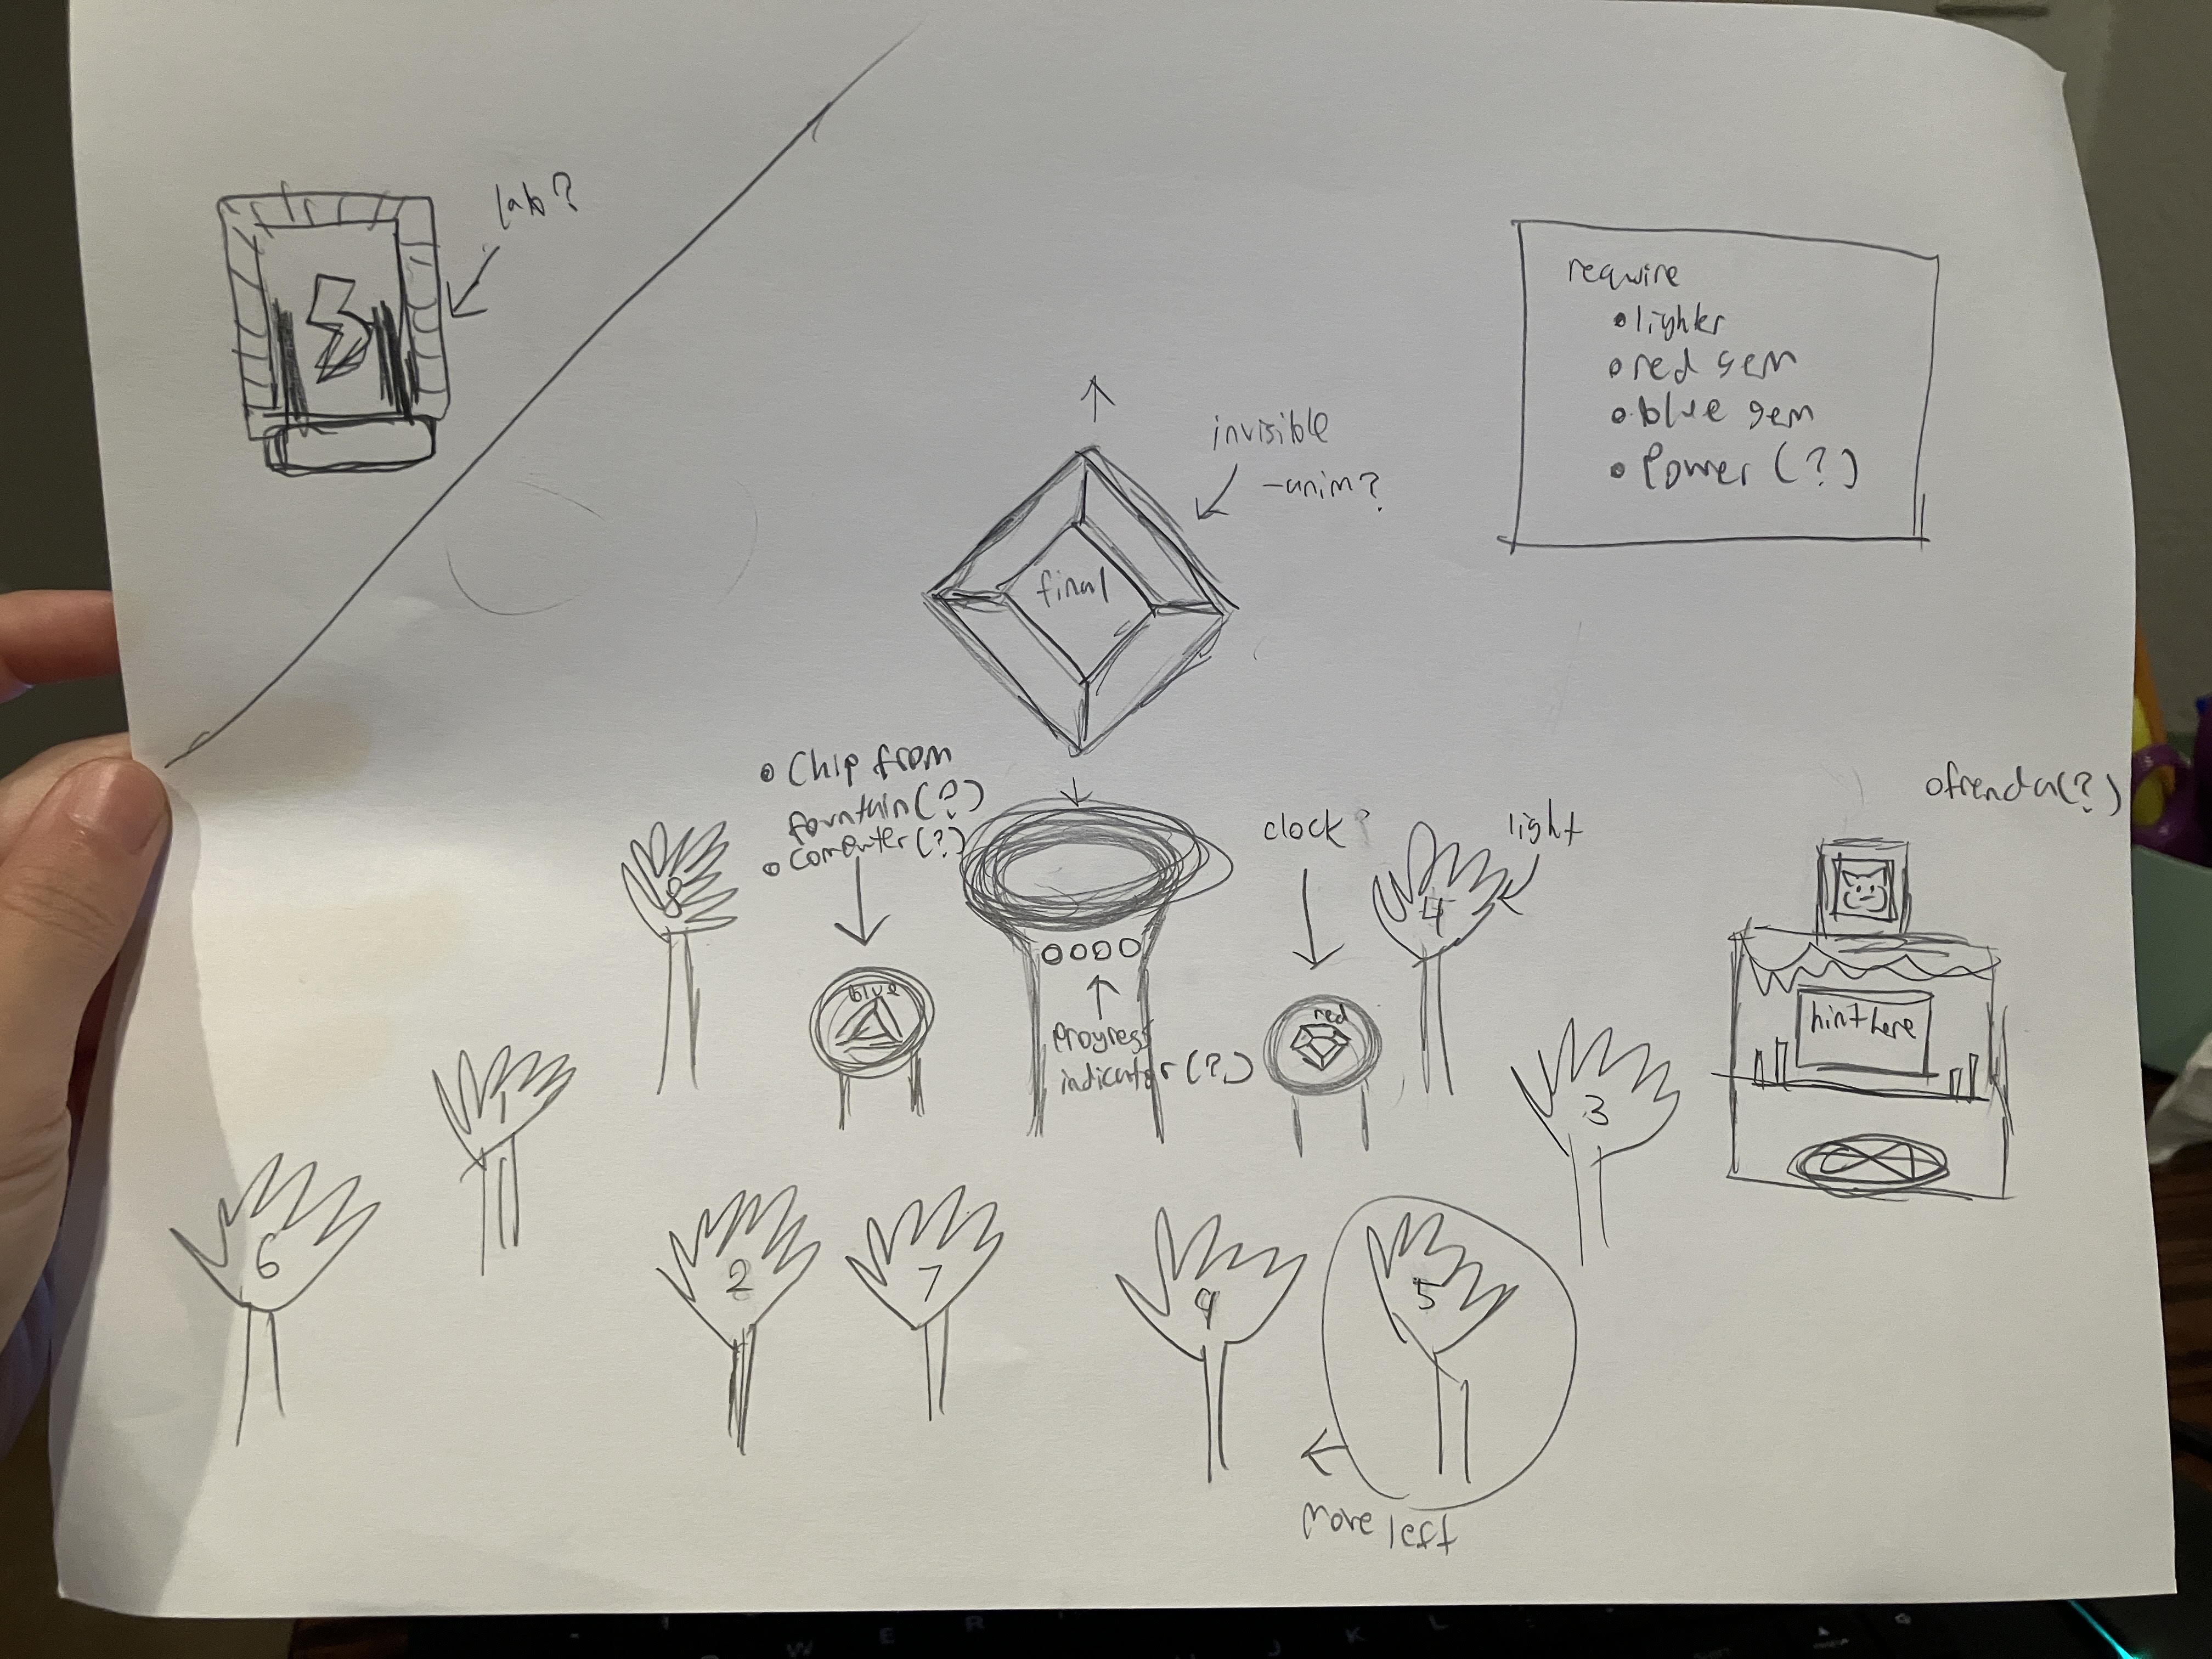 lab?
require
• lighter
• red gem
• blue gem
• Power (?)
invisible
-anim?
final
• Chip from
fountain(?)
• computer(?)
clock?
light
ofrenda(?)
8
4
blue
red
hint here
Progress
indicator(?)
1
3
6
2
7
9
5
move left